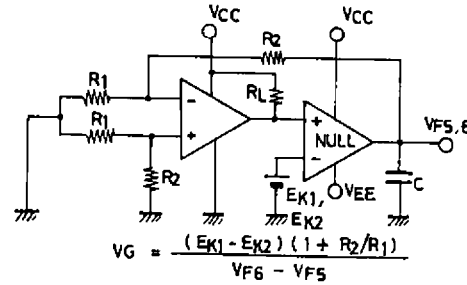 VCC
R2
VCC
R1
R1
RL
-
+
+
-
NULL
VF5,6
R2
VEE
C
EK1,
EK2
VG = (EK1-EK2) (1 + R2/R1)
VF6 - VF5